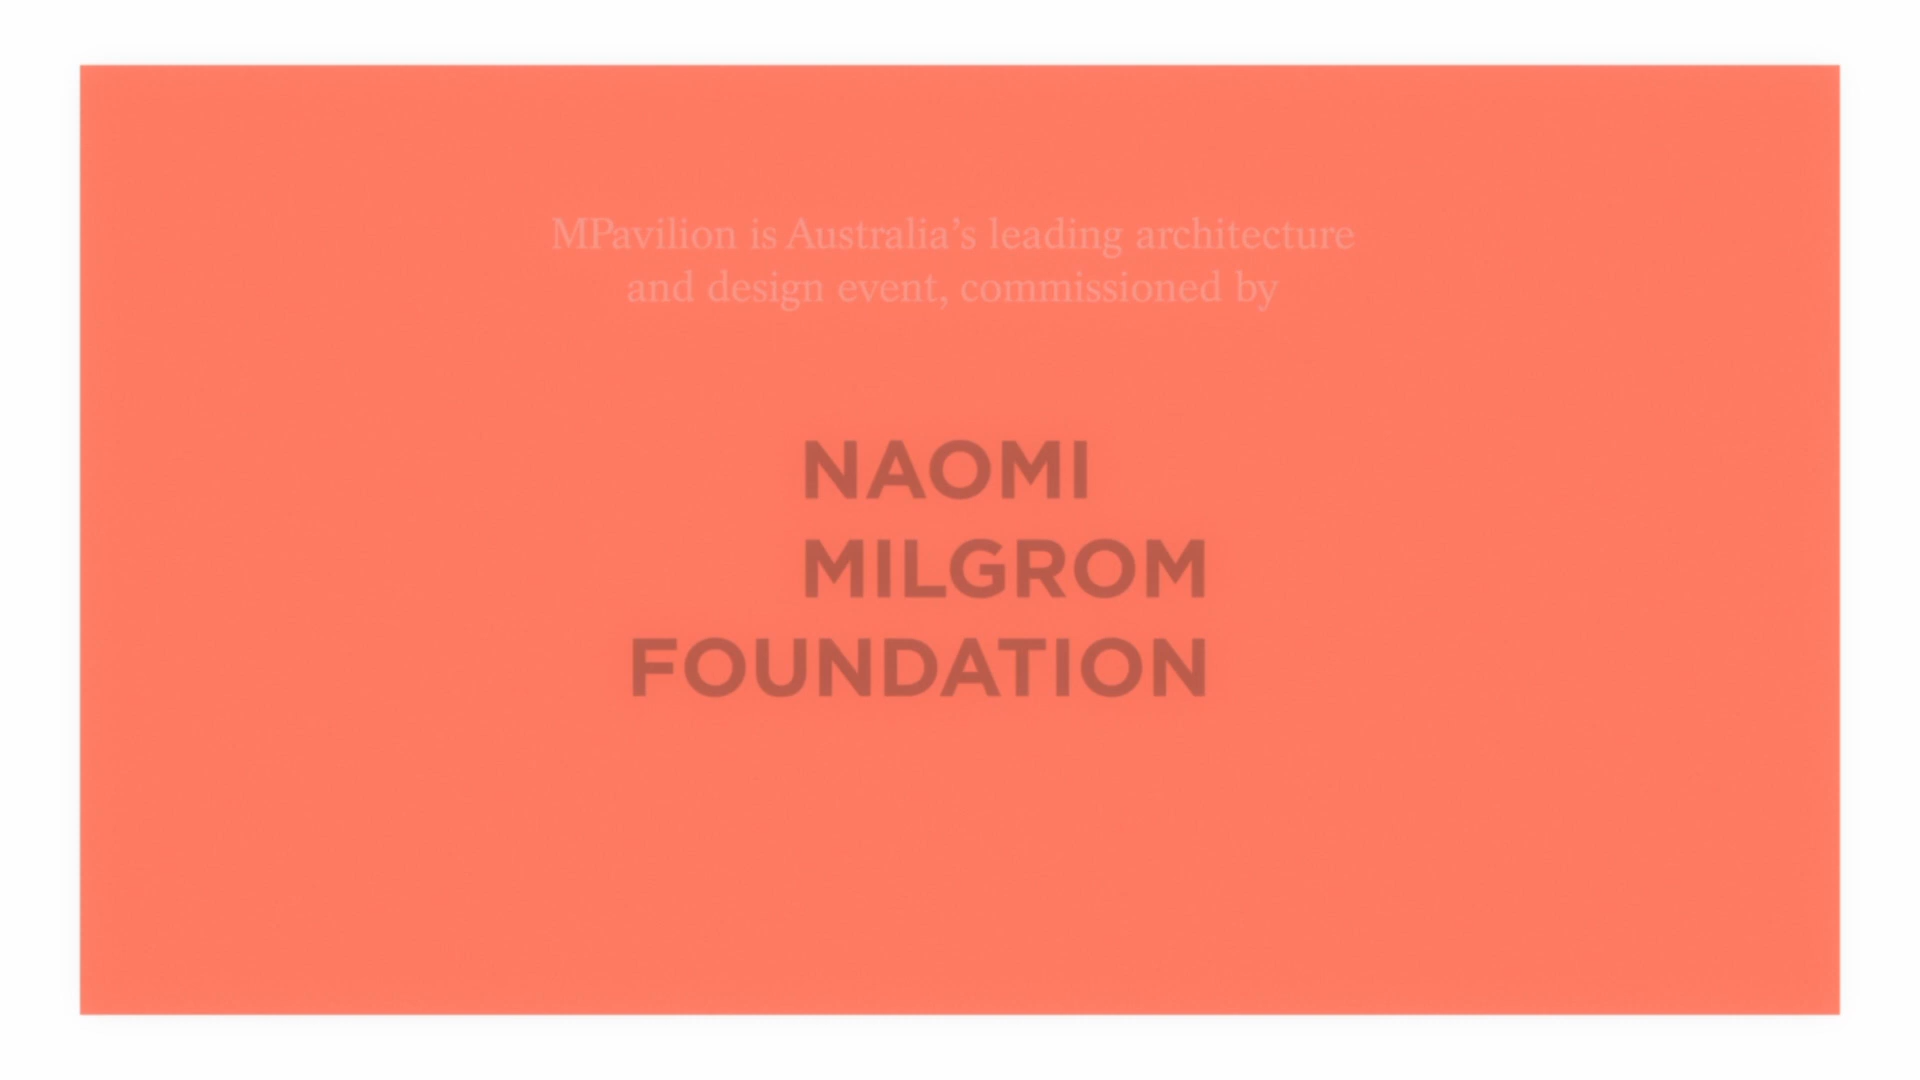 MPavilion is Australia’s leading architecture
and design event, commissioned by
NAOMI
MILGROM
FOUNDATION